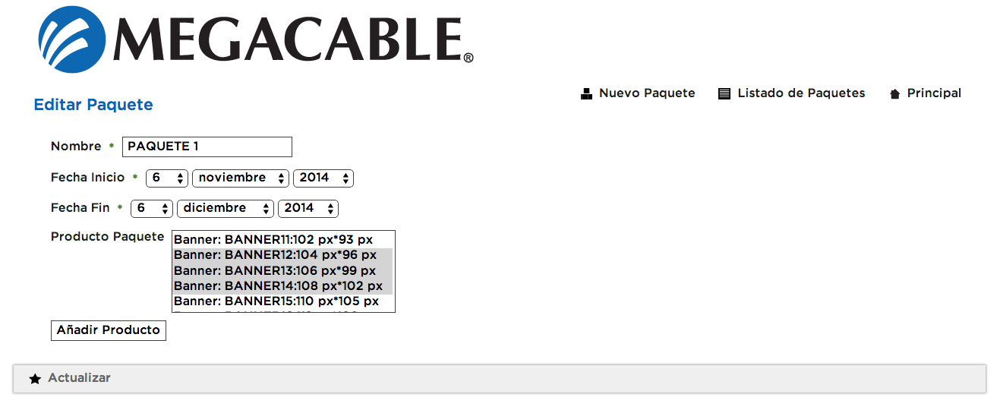 MEGACABLE®
Nuevo Paquete Listado de Paquetes Principal
Editar Paquete
Nombre * PAQUETE 1
Fecha Inicio * 6 noviembre 2014
Fecha Fin * 6 diciembre 2014
Producto Paquete
Banner: BANNER11:102 px*93 px
Banner: BANNER12:104 px*96 px
Banner: BANNER13:106 px*99 px
Banner: BANNER14:108 px*102 px
Banner: BANNER15:110 px*105 px
Añadir Producto
Actualizar